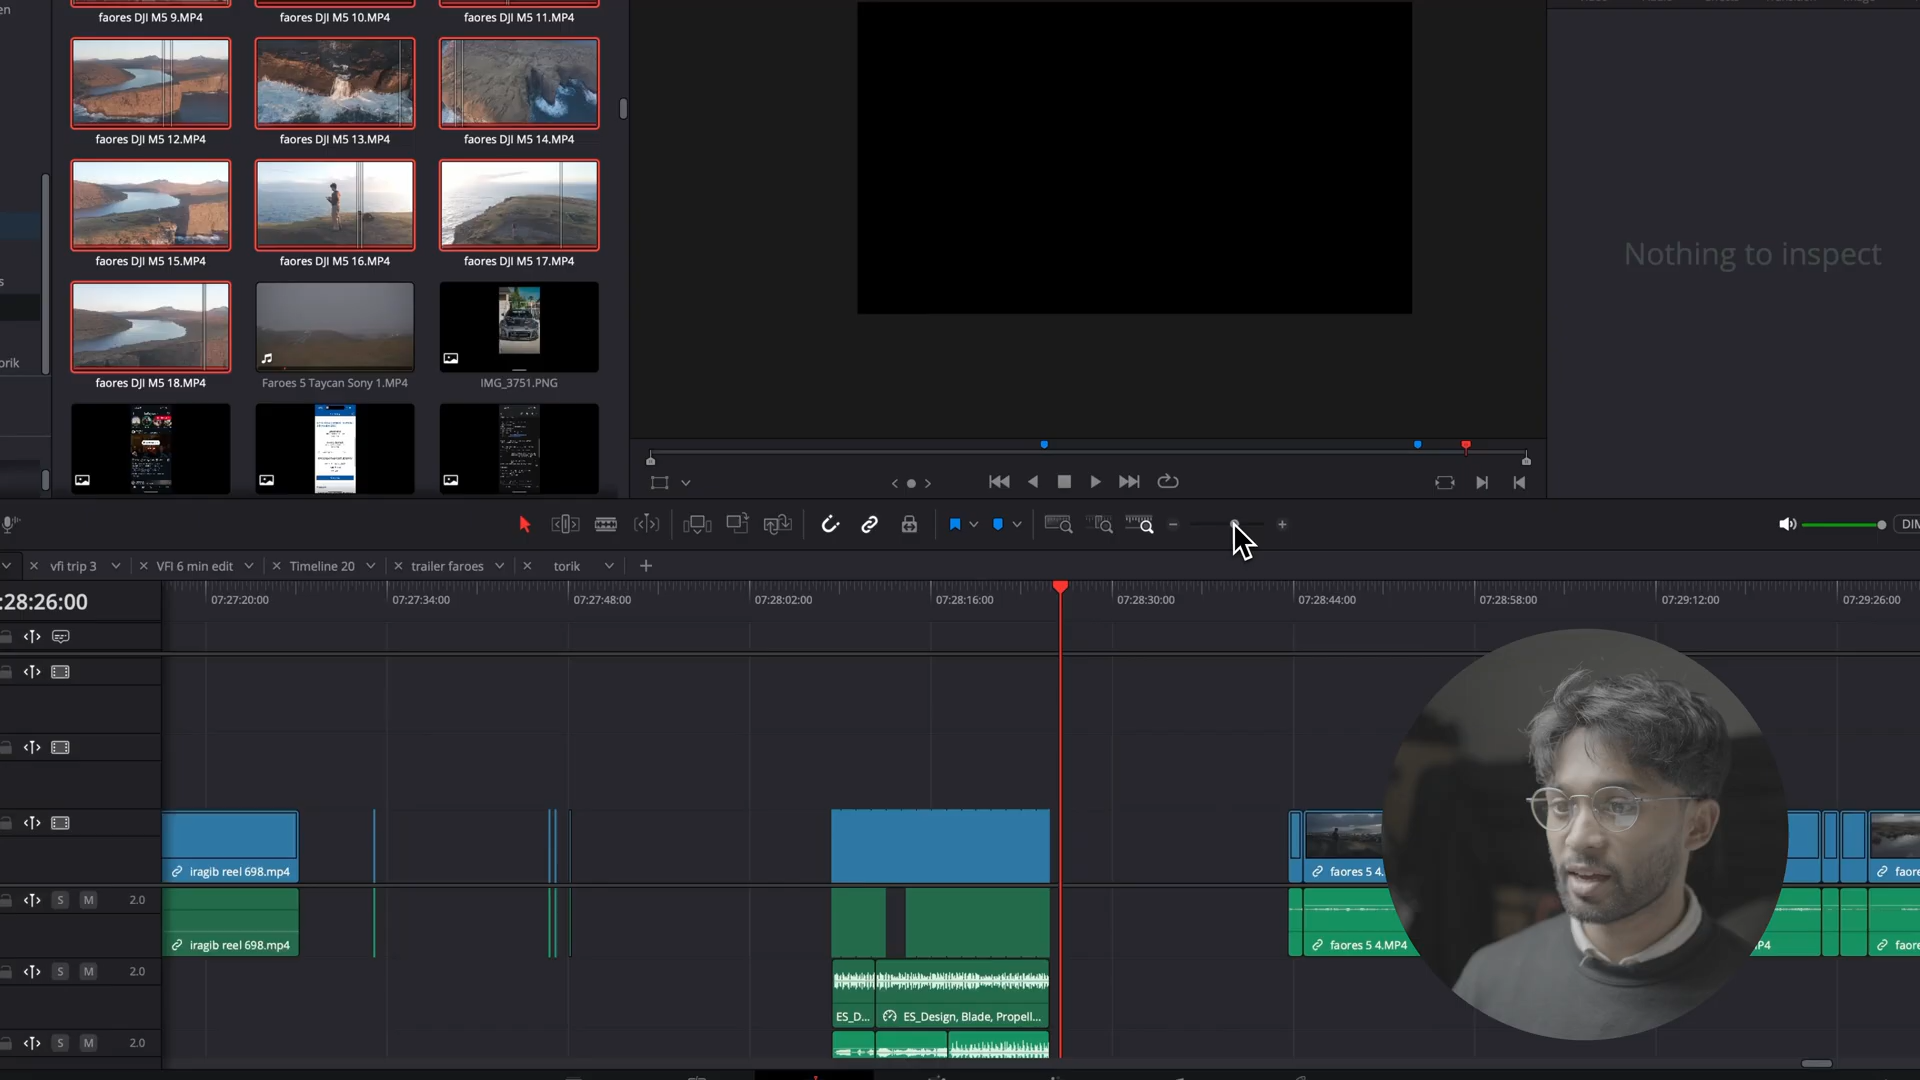 en
faores DJI M5 9.MP4
faores DJI M5 10.MP4
faores DJI M5 11.MP4
faores DJI M5 12.MP4
faores DJI M5 13.MP4
faores DJI M5 14.MP4
faores DJI M5 15.MP4
faores DJI M5 16.MP4
faores DJI M5 17.MP4
s
orik
faores DJI M5 18.MP4
Faroes 5 Taycan Sony 1.MP4
IMG_3751.PNG
Nothing to inspect
DIM
vfi trip 3
VFI 6 min edit
Timeline 20
trailer faroes
torik
:28:26:00
07:27:20:00
07:27:34:00
07:27:48:00
07:28:02:00
07:28:16:00
07:28:30:00
07:28:44:00
07:28:58:00
07:29:12:00
07:29:26:00
iragib reel 698.mp4
faores 5 4.
faore
S M 2.0
iragib reel 698.mp4
faores 5 4.MP4
P4
faore
S M 2.0
ES_D...
ES_Design, Blade, Propell...
S M 2.0